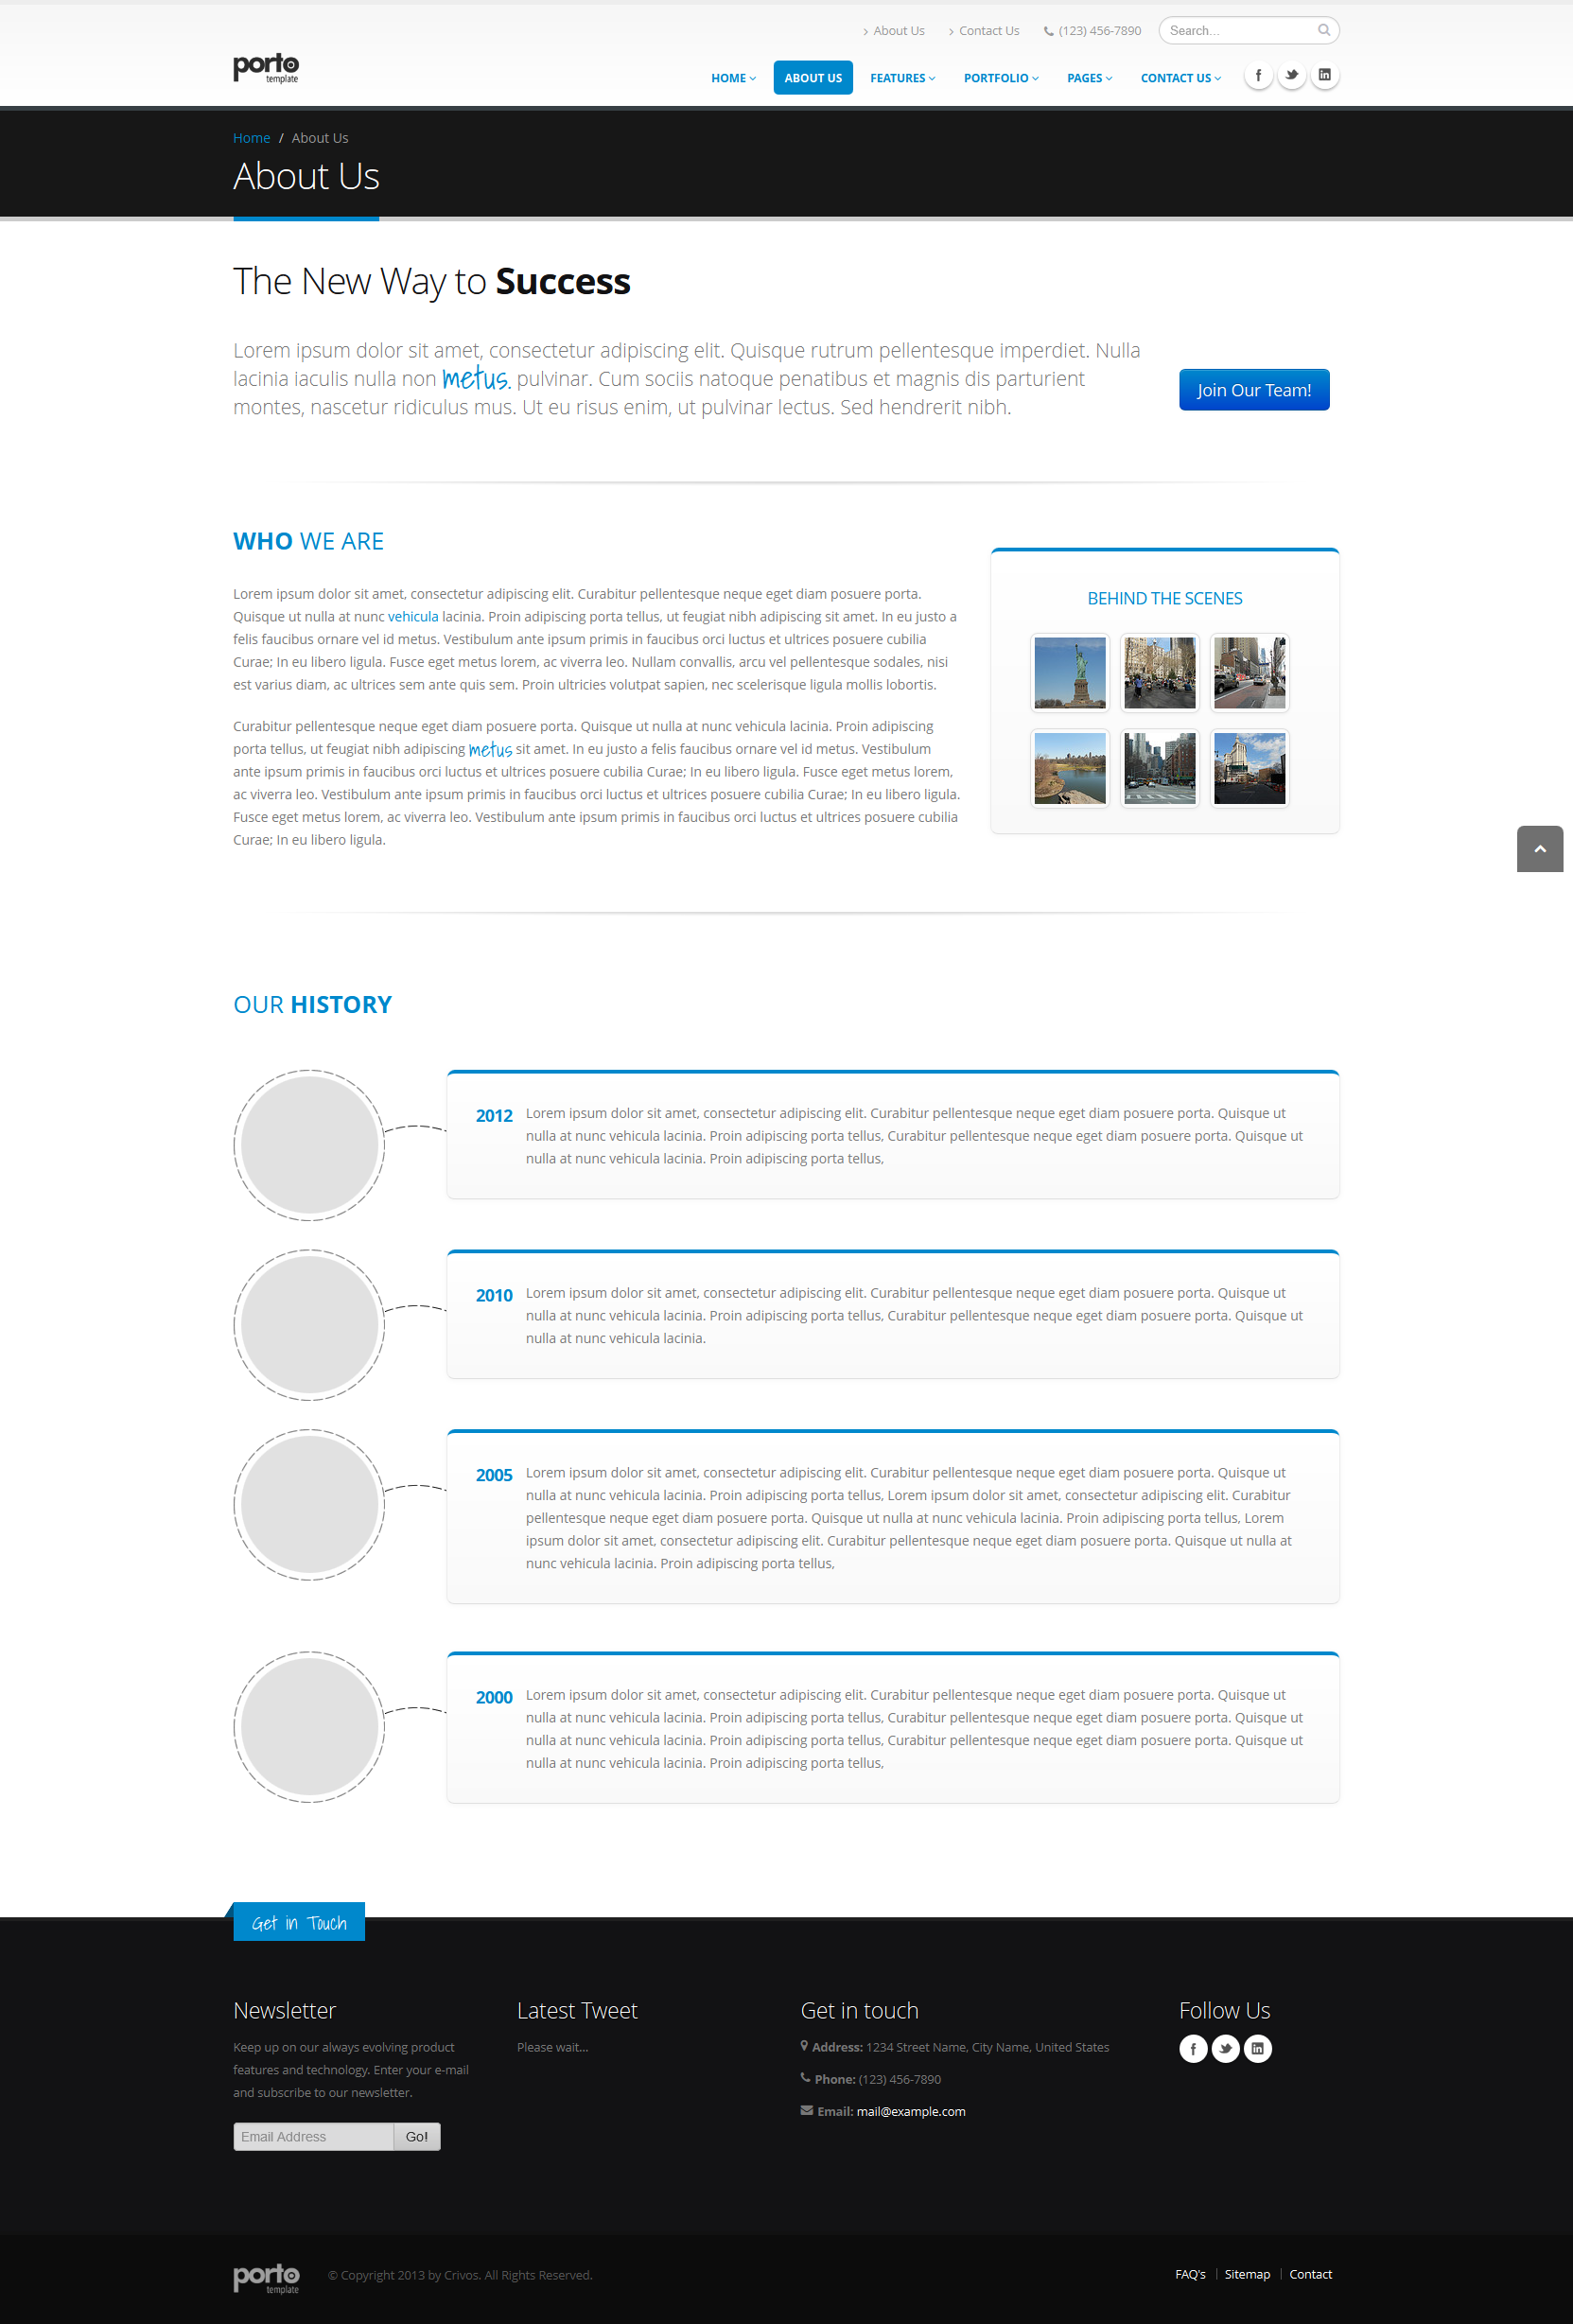 About Us
Contact Us
(123) 456-7890
Search...
porto
template
HOME
ABOUT US
FEATURES
PORTFOLIO
PAGES
CONTACT US
Home / About Us
About Us
The New Way to Success
Lorem ipsum dolor sit amet, consectetur adipiscing elit. Quisque rutrum pellentesque imperdiet. Nulla
lacinia iaculis nulla non metus. pulvinar. Cum sociis natoque penatibus et magnis dis parturient
montes, nascetur ridiculus mus. Ut eu risus enim, ut pulvinar lectus. Sed hendrerit nibh.
Join Our Team!
WHO WE ARE
Lorem ipsum dolor sit amet, consectetur adipiscing elit. Curabitur pellentesque neque eget diam posuere porta.
Quisque ut nulla at nunc vehicula lacinia. Proin adipiscing porta tellus, ut feugiat nibh adipiscing sit amet. In eu justo a
felis faucibus ornare vel id metus. Vestibulum ante ipsum primis in faucibus orci luctus et ultrices posuere cubilia
Curae; In eu libero ligula. Fusce eget metus lorem, ac viverra leo. Nullam convallis, arcu vel pellentesque sodales, nisi
est varius diam, ac ultrices sem ante quis sem. Proin ultricies volutpat sapien, nec scelerisque ligula mollis lobortis.
Curabitur pellentesque neque eget diam posuere porta. Quisque ut nulla at nunc vehicula lacinia. Proin adipiscing
porta tellus, ut feugiat nibh adipiscing metus sit amet. In eu justo a felis faucibus ornare vel id metus. Vestibulum
ante ipsum primis in faucibus orci luctus et ultrices posuere cubilia Curae; In eu libero ligula. Fusce eget metus lorem,
ac viverra leo. Vestibulum ante ipsum primis in faucibus orci luctus et ultrices posuere cubilia Curae; In eu libero ligula.
Fusce eget metus lorem, ac viverra leo. Vestibulum ante ipsum primis in faucibus orci luctus et ultrices posuere cubilia
Curae; In eu libero ligula.
BEHIND THE SCENES
OUR HISTORY
2012
Lorem ipsum dolor sit amet, consectetur adipiscing elit. Curabitur pellentesque neque eget diam posuere porta. Quisque ut
nulla at nunc vehicula lacinia. Proin adipiscing porta tellus, Curabitur pellentesque neque eget diam posuere porta. Quisque ut
nulla at nunc vehicula lacinia. Proin adipiscing porta tellus,
2010
Lorem ipsum dolor sit amet, consectetur adipiscing elit. Curabitur pellentesque neque eget diam posuere porta. Quisque ut
nulla at nunc vehicula lacinia. Proin adipiscing porta tellus, Curabitur pellentesque neque eget diam posuere porta. Quisque ut
nulla at nunc vehicula lacinia.
2005
Lorem ipsum dolor sit amet, consectetur adipiscing elit. Curabitur pellentesque neque eget diam posuere porta. Quisque ut
nulla at nunc vehicula lacinia. Proin adipiscing porta tellus, Lorem ipsum dolor sit amet, consectetur adipiscing elit. Curabitur
pellentesque neque eget diam posuere porta. Quisque ut nulla at nunc vehicula lacinia. Proin adipiscing porta tellus, Lorem
ipsum dolor sit amet, consectetur adipiscing elit. Curabitur pellentesque neque eget diam posuere porta. Quisque ut nulla at
nunc vehicula lacinia. Proin adipiscing porta tellus,
2000
Lorem ipsum dolor sit amet, consectetur adipiscing elit. Curabitur pellentesque neque eget diam posuere porta. Quisque ut
nulla at nunc vehicula lacinia. Proin adipiscing porta tellus, Curabitur pellentesque neque eget diam posuere porta. Quisque ut
nulla at nunc vehicula lacinia. Proin adipiscing porta tellus, Curabitur pellentesque neque eget diam posuere porta. Quisque ut
nulla at nunc vehicula lacinia. Proin adipiscing porta tellus,
Get in Touch
Newsletter
Keep up on our always evolving product
features and technology. Enter your e-mail
and subscribe to our newsletter.
Email Address
Go!
Latest Tweet
Please wait...
Get in touch
Address: 1234 Street Name, City Name, United States
Phone: (123) 456-7890
Email: mail@example.com
Follow Us
porto
template
© Copyright 2013 by Crivos. All Rights Reserved.
FAQ's
Sitemap
Contact